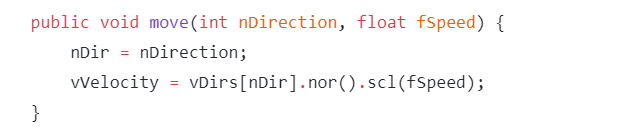 public void move(int nDirection, float fSpeed) {
    nDir = nDirection;
    vVelocity = vDirs[nDir].nor().scl(fSpeed);
}